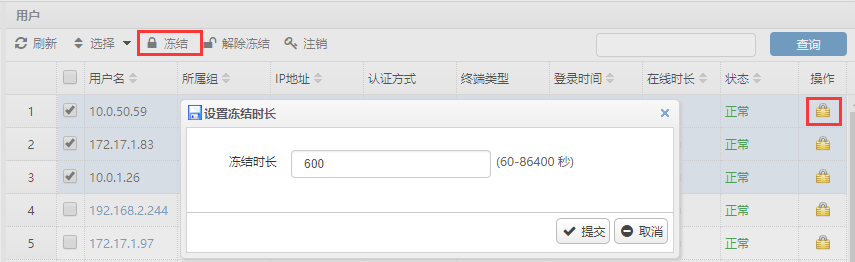 用户
刷新 选择 冻结 解除冻结 注销 查询
用户名 所属组 IP地址 认证方式 终端类型 登录时间 在线时长 状态 操作
设置冻结时长
1 10.0.50.59 正常
2 172.17.1.83 正常
冻结时长 600 (60-86400 秒)
3 10.0.1.26 正常
4 192.168.2.244 正常
提交 取消
5 172.17.1.97 正常